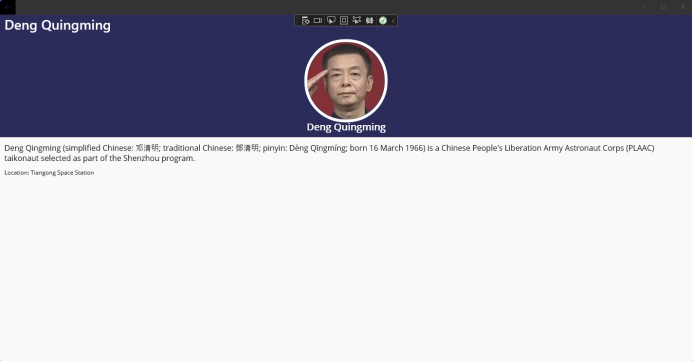 Deng Quingming
Deng Quingming
Deng Qingming (simplified Chinese: 邓清明; traditional Chinese: 鄧清明; pinyin: Dèng Qīngmíng; born 16 March 1966) is a Chinese People's Liberation Army Astronaut Corps (PLAAC)
taikonaut selected as part of the Shenzhou program.
Location: Tiangong Space Station